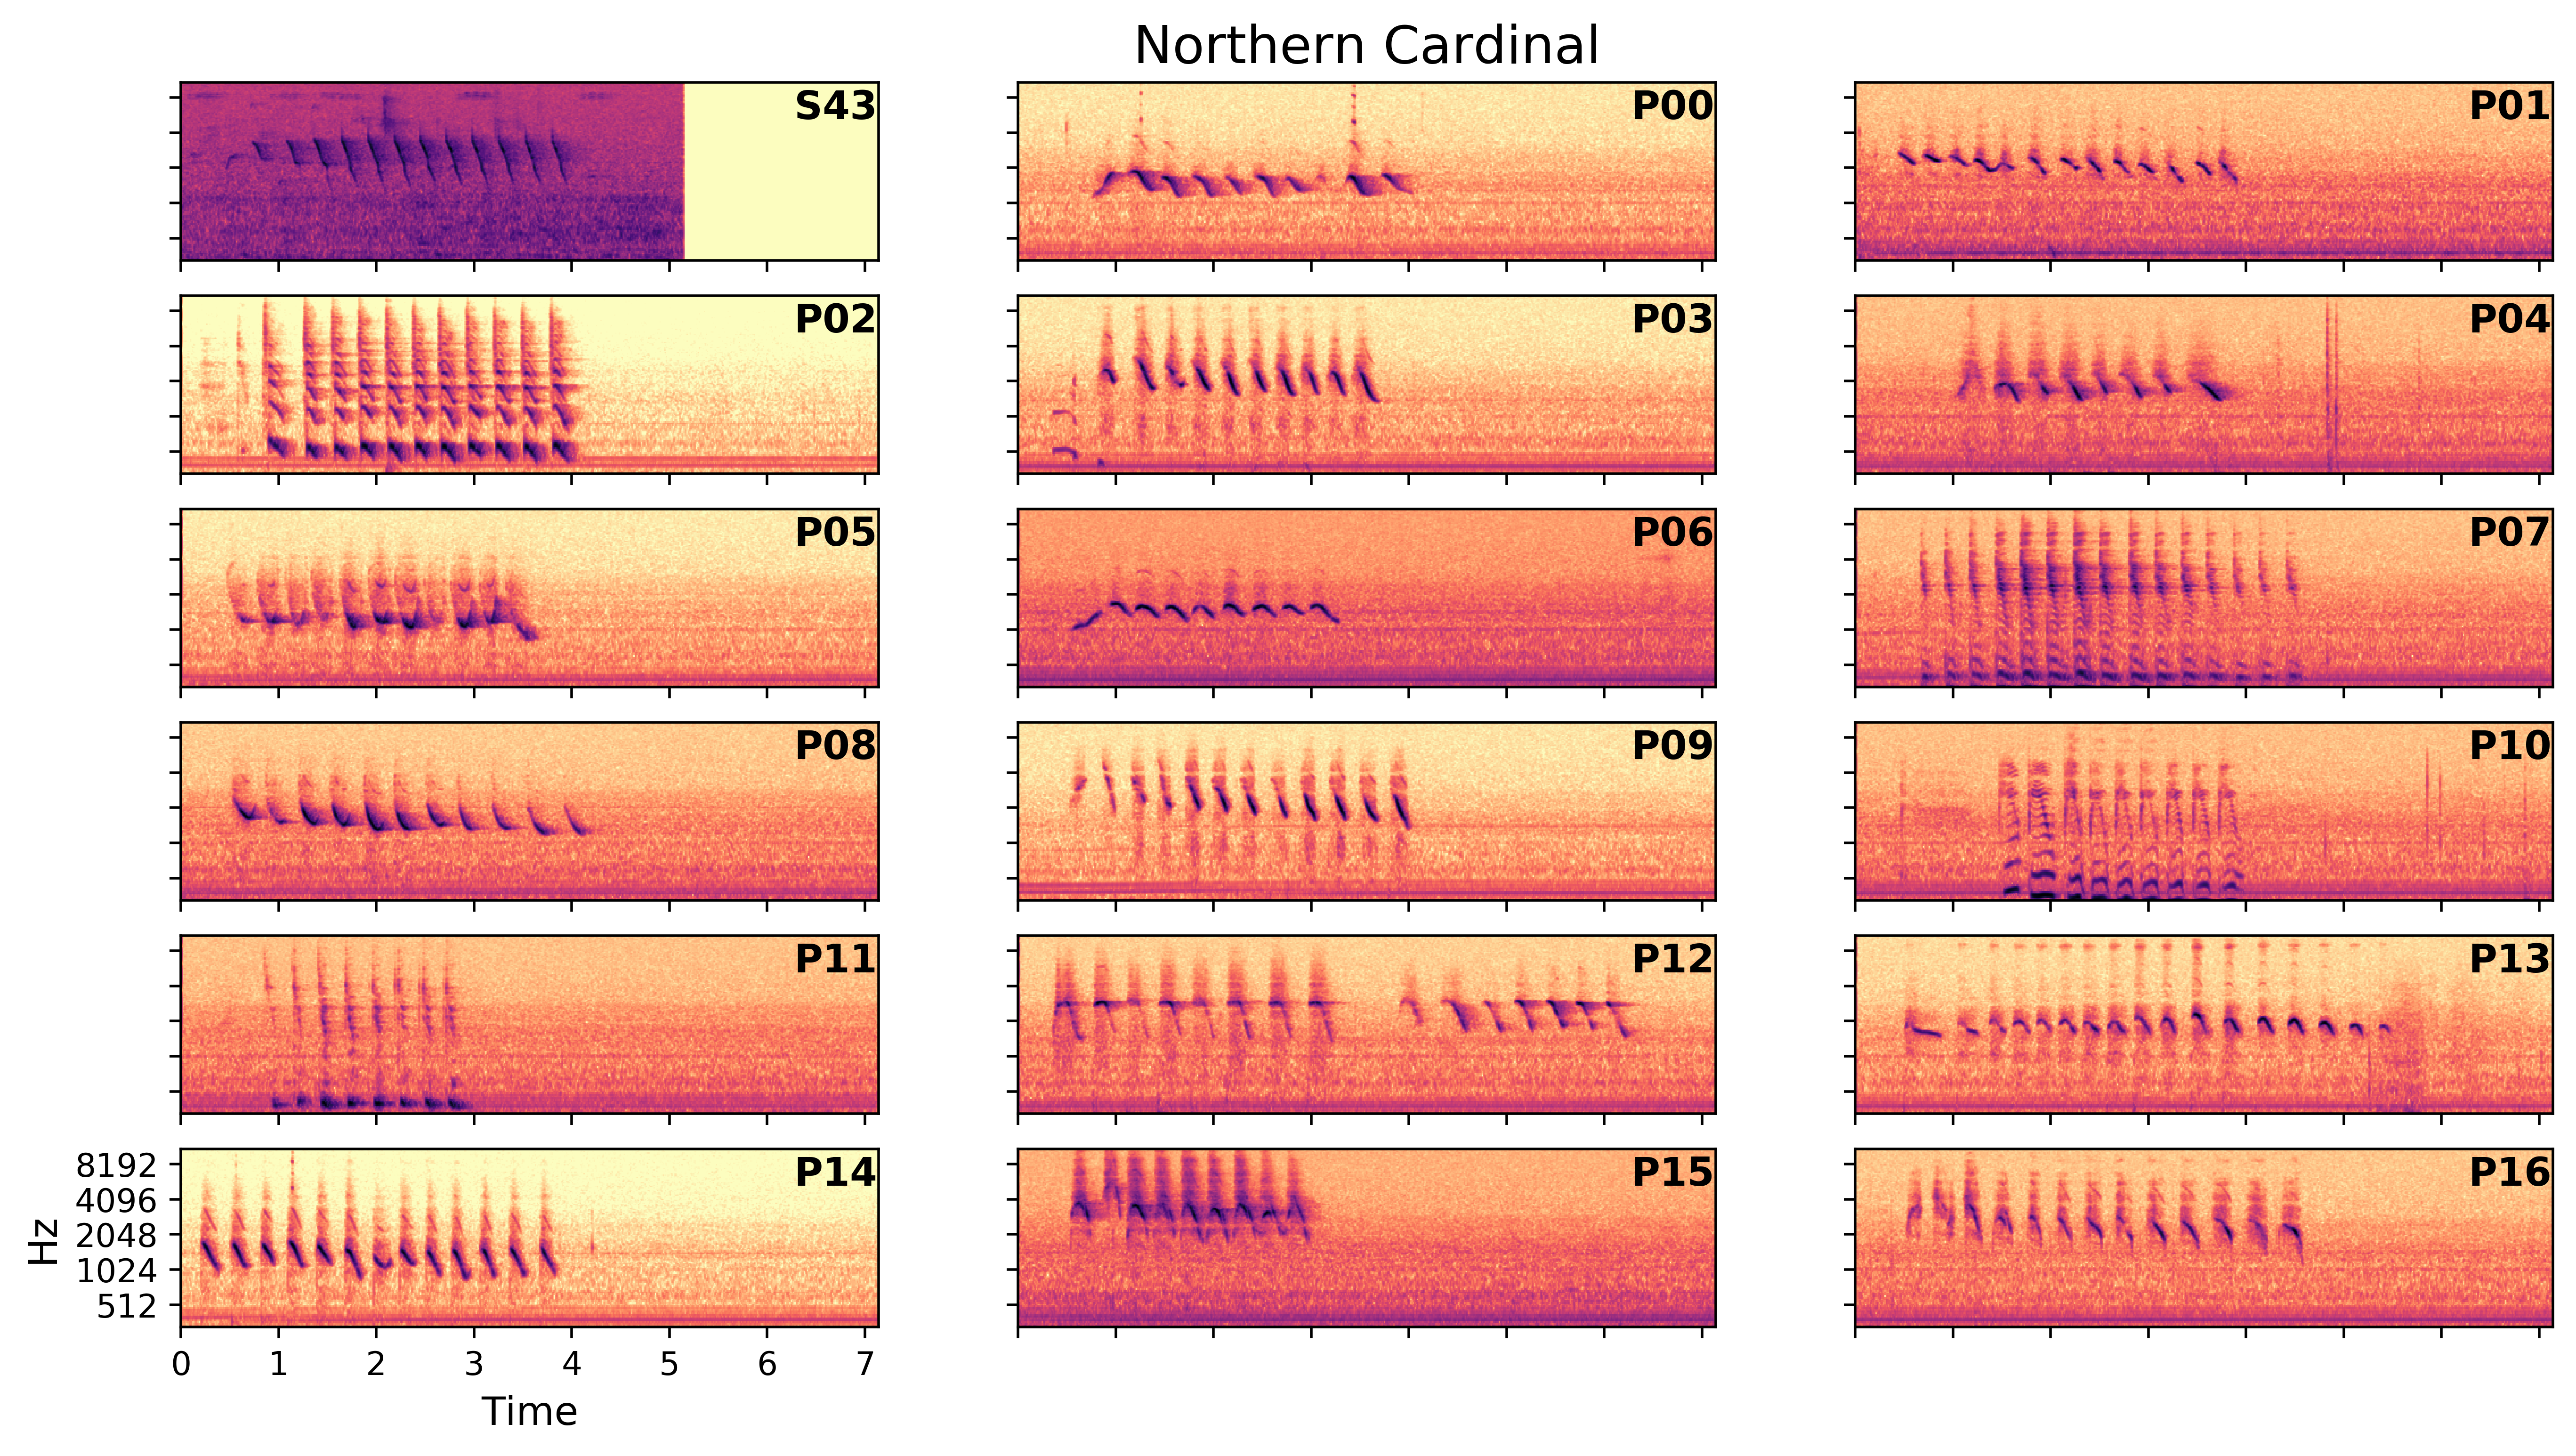 Northern Cardinal
S43
P00
P01
P02
P03
P04
P05
P06
P07
P08
P09
P10
P11
P12
P13
P14
P15
P16
8192
4096
2048
1024
512
Hz
0 1 2 3 4 5 6 7
Time